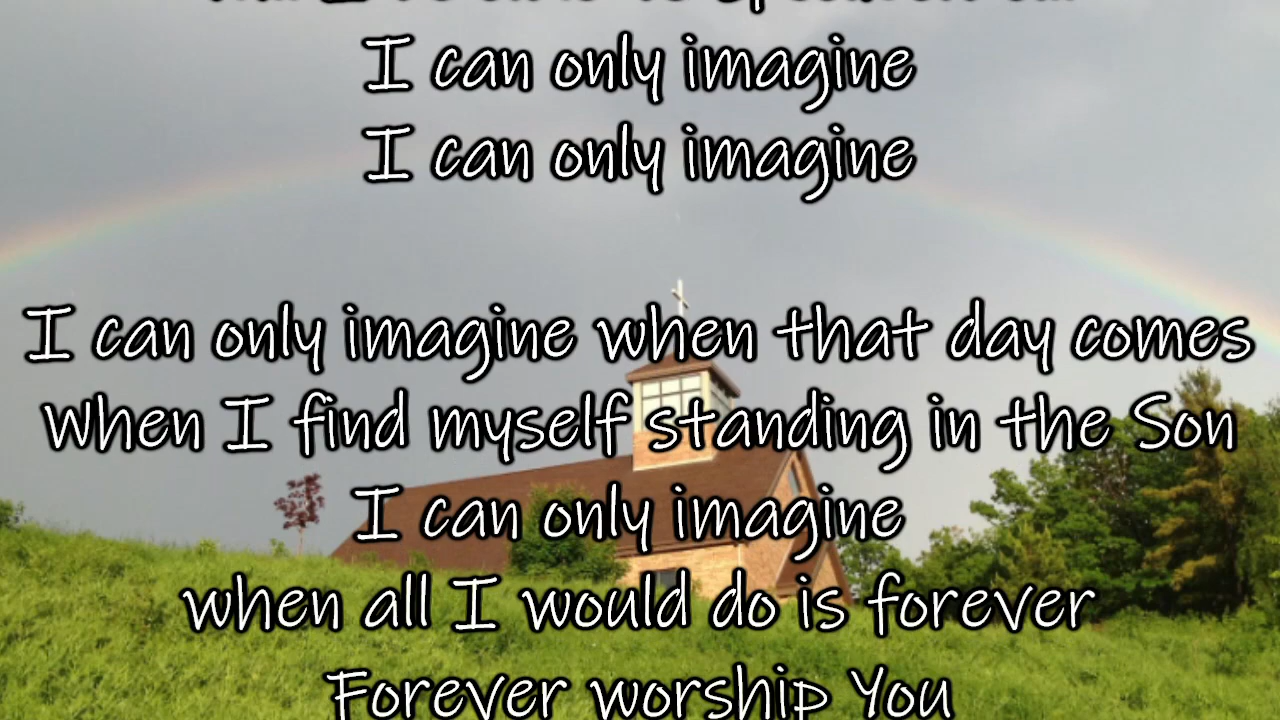 I can only imagine
I can only imagine
I can only imagine when that day comes
When I find myself standing in the Son
I can only imagine
when all I would do is forever
Forever worship You